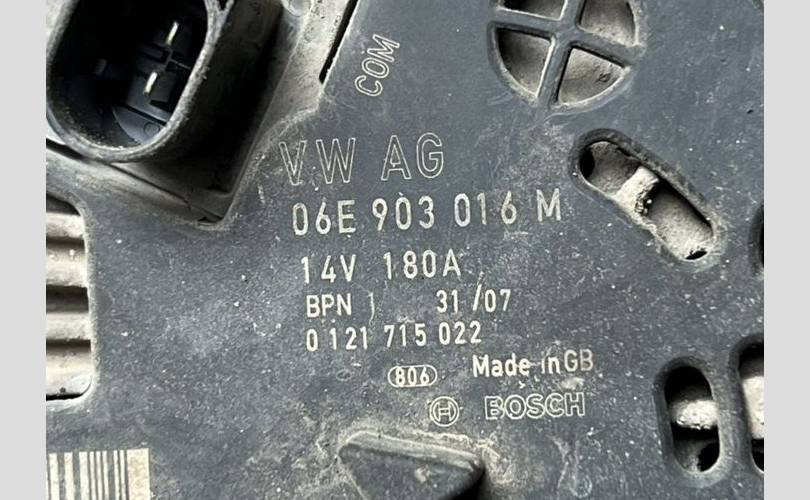 COM
VW AG
06E 903 016 M
14V 180A
BPN 31/07
0 121 715 022
806 Made in GB
BOSCH